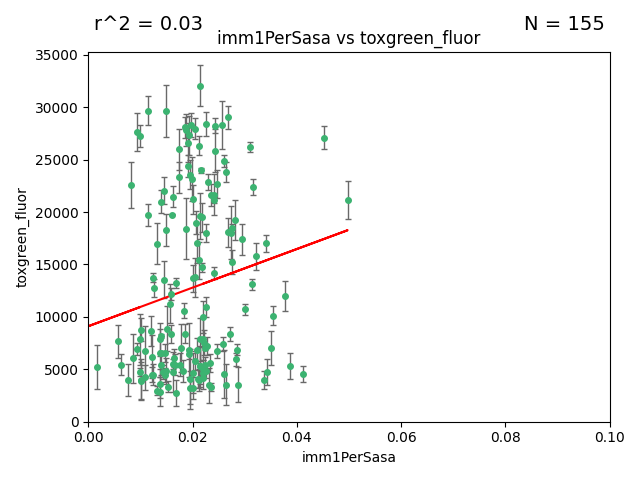 r^2 = 0.03
N = 155
imm1PerSasa vs toxgreen_fluor
35000
30000
25000
20000
15000
10000
5000
0
toxgreen_fluor
0.00
0.02
0.04
0.06
0.08
0.10
imm1PerSasa